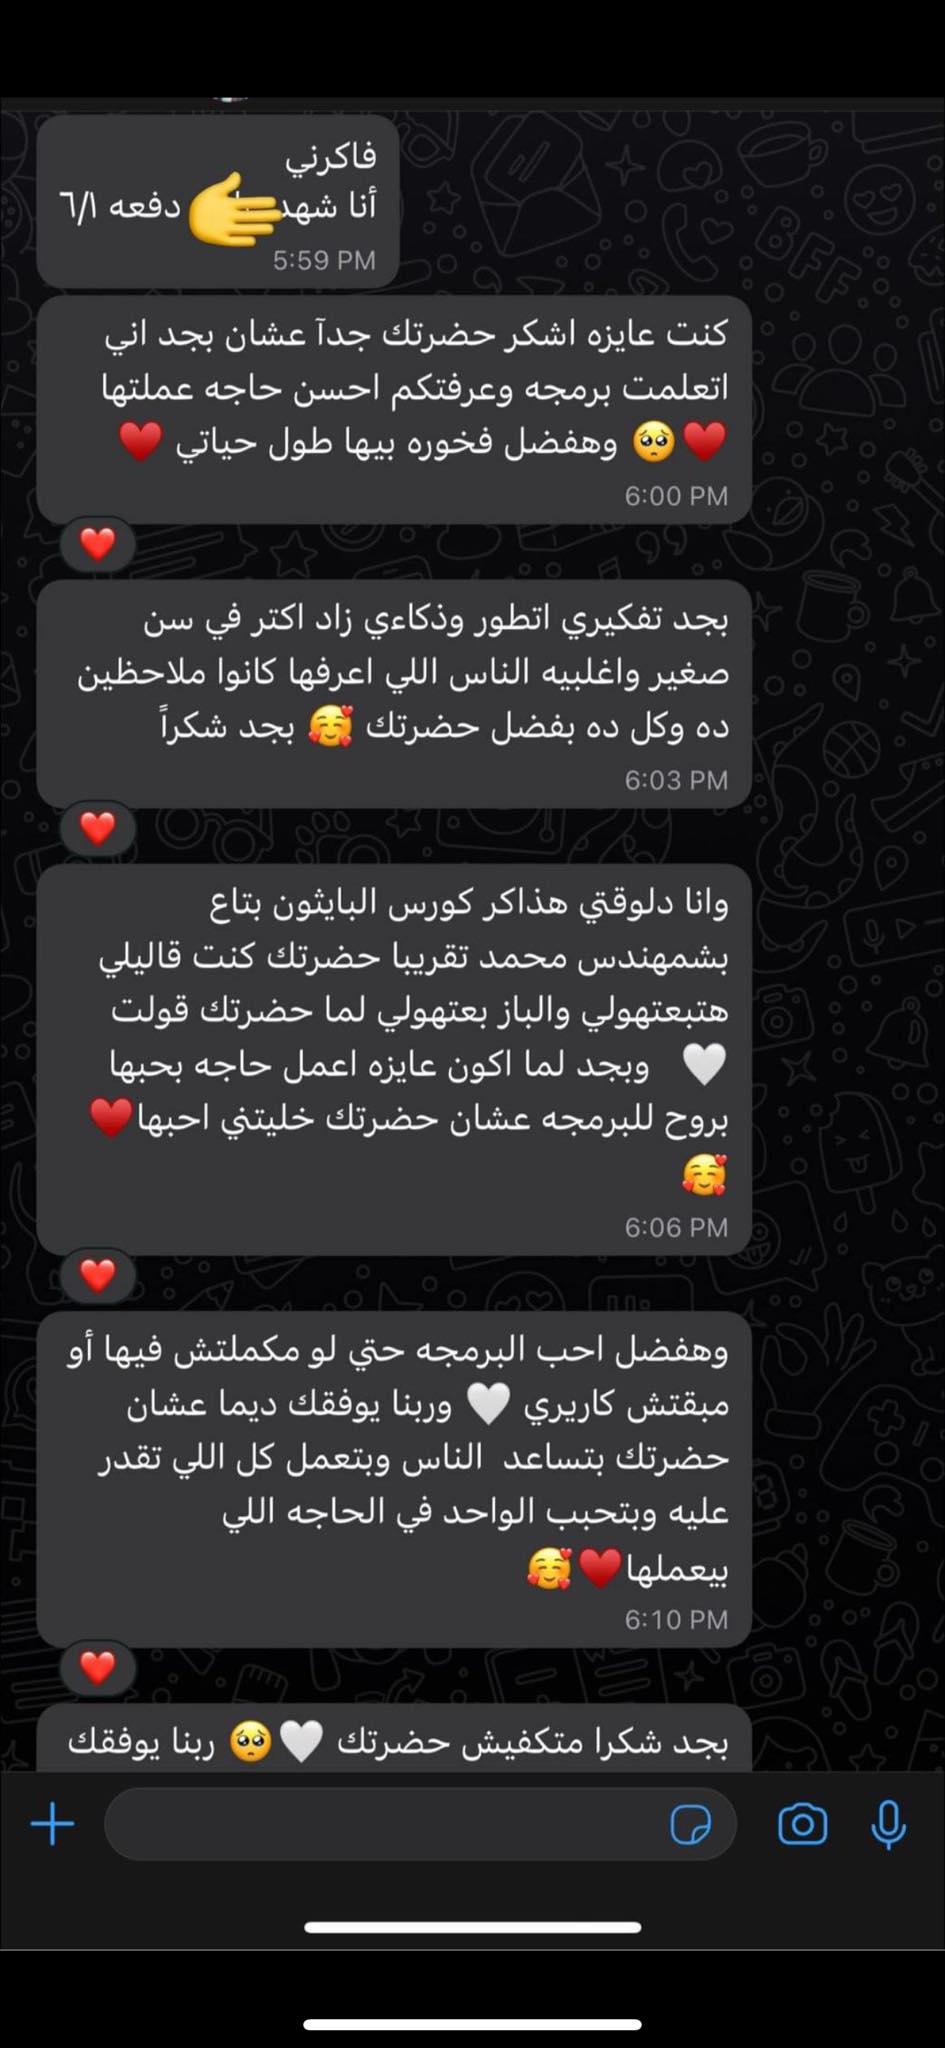 فاكرني
أنا شهد دفعه ٦/١
5:59 PM
كنت عايزه اشكر حضرتك جدآ عشان بجد اني
اتعلمت برمجه وعرفتكم احسن حاجه عملتها
♥️🥺 وهفضل فخوره بيها طول حياتي ♥️
6:00 PM
❤️
بجد تفكيري اتطور وذكاءي زاد اكتر في سن
صغير واغلبيه الناس اللي اعرفها كانوا ملاحظين
ده وكل ده بفضل حضرتك 🥰 بجد شكراً
6:03 PM
❤️
وانا دلوقتي هذاكر كورس البايثون بتاع
بشمهندس محمد تقريبا حضرتك كنت قاليلي
هتبعتهولي والباز بعتهولي لما حضرتك قولت
🤍 وبجد لما اكون عايزه اعمل حاجه بحبها
بروح للبرمجه عشان حضرتك خليتني احبها♥️
🥰
6:06 PM
❤️
وهفضل احب البرمجه حتي لو مكملتش فيها أو
مبقتش كاريري 🤍 وربنا يوفقك ديما عشان
حضرتك بتساعد الناس وبتعمل كل اللي تقدر
عليه وبتحبب الواحد في الحاجه اللي
بيعملها♥️🥰
6:10 PM
❤️
بجد شكرا متكفيش حضرتك 🤍🥺 ربنا يوفقك